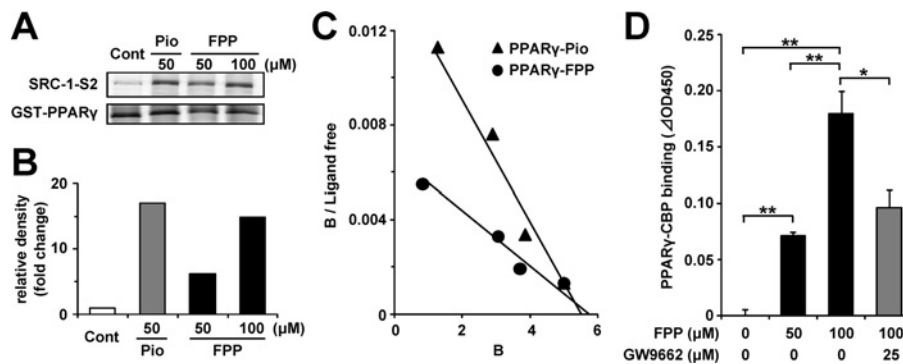 A
Cont
Pio
FPP
50
50
100
(μM)
SRC-1-S2
GST-PPARγ
B
relative density
(fold change)
20
15
10
5
0
Cont
50
50
100
(μM)
Pio
FPP
C
B / Ligand free
0.012
0.008
0.004
0
0
2
4
6
B
PPARγ-Pio
PPARγ-FPP
D
PPARγ-CBP binding (⊿OD450)
0.25
0.20
0.15
0.10
0.05
0.00
**
**
*
**
FPP (μM)
0
50
100
100
GW9662 (μM)
0
0
0
25